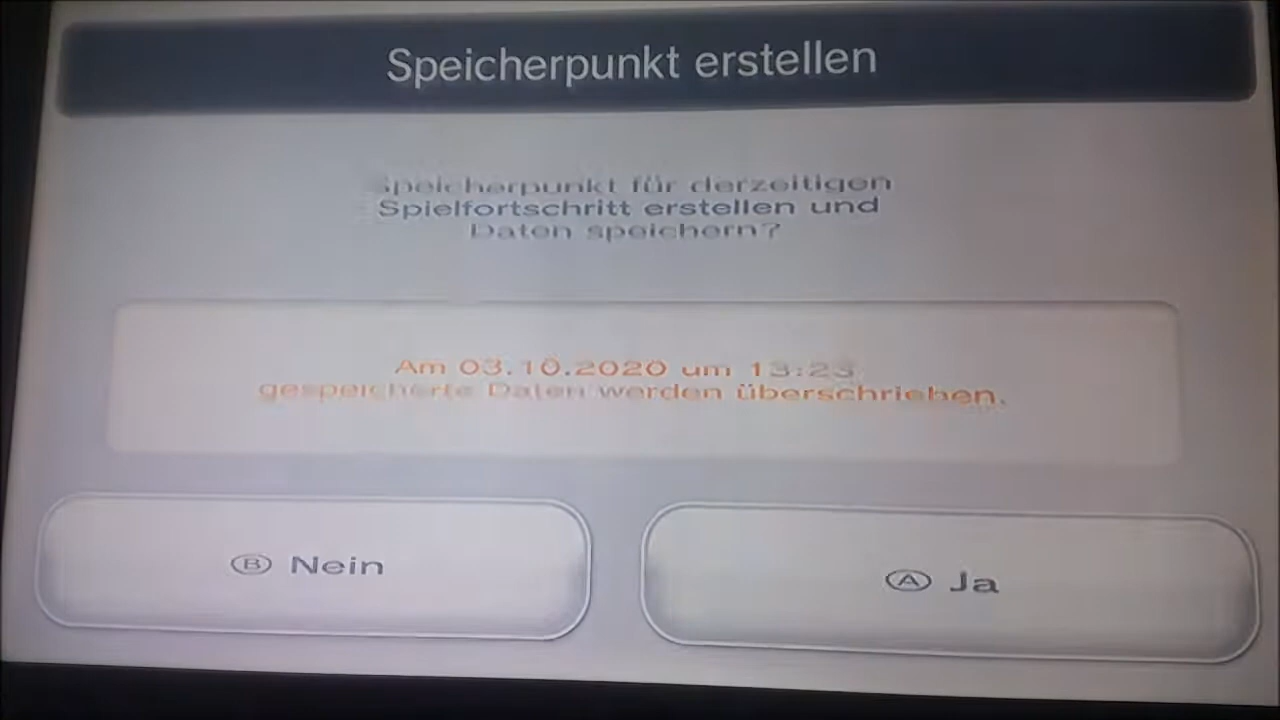 Speicherpunkt erstellen
Speicherpunkt für derzeitigen
Spielfortschritt erstellen und
Daten speichern?
Am 03.10.2020 um 13:23
gespeicherte Daten werden überschrieben.
B Nein
A Ja